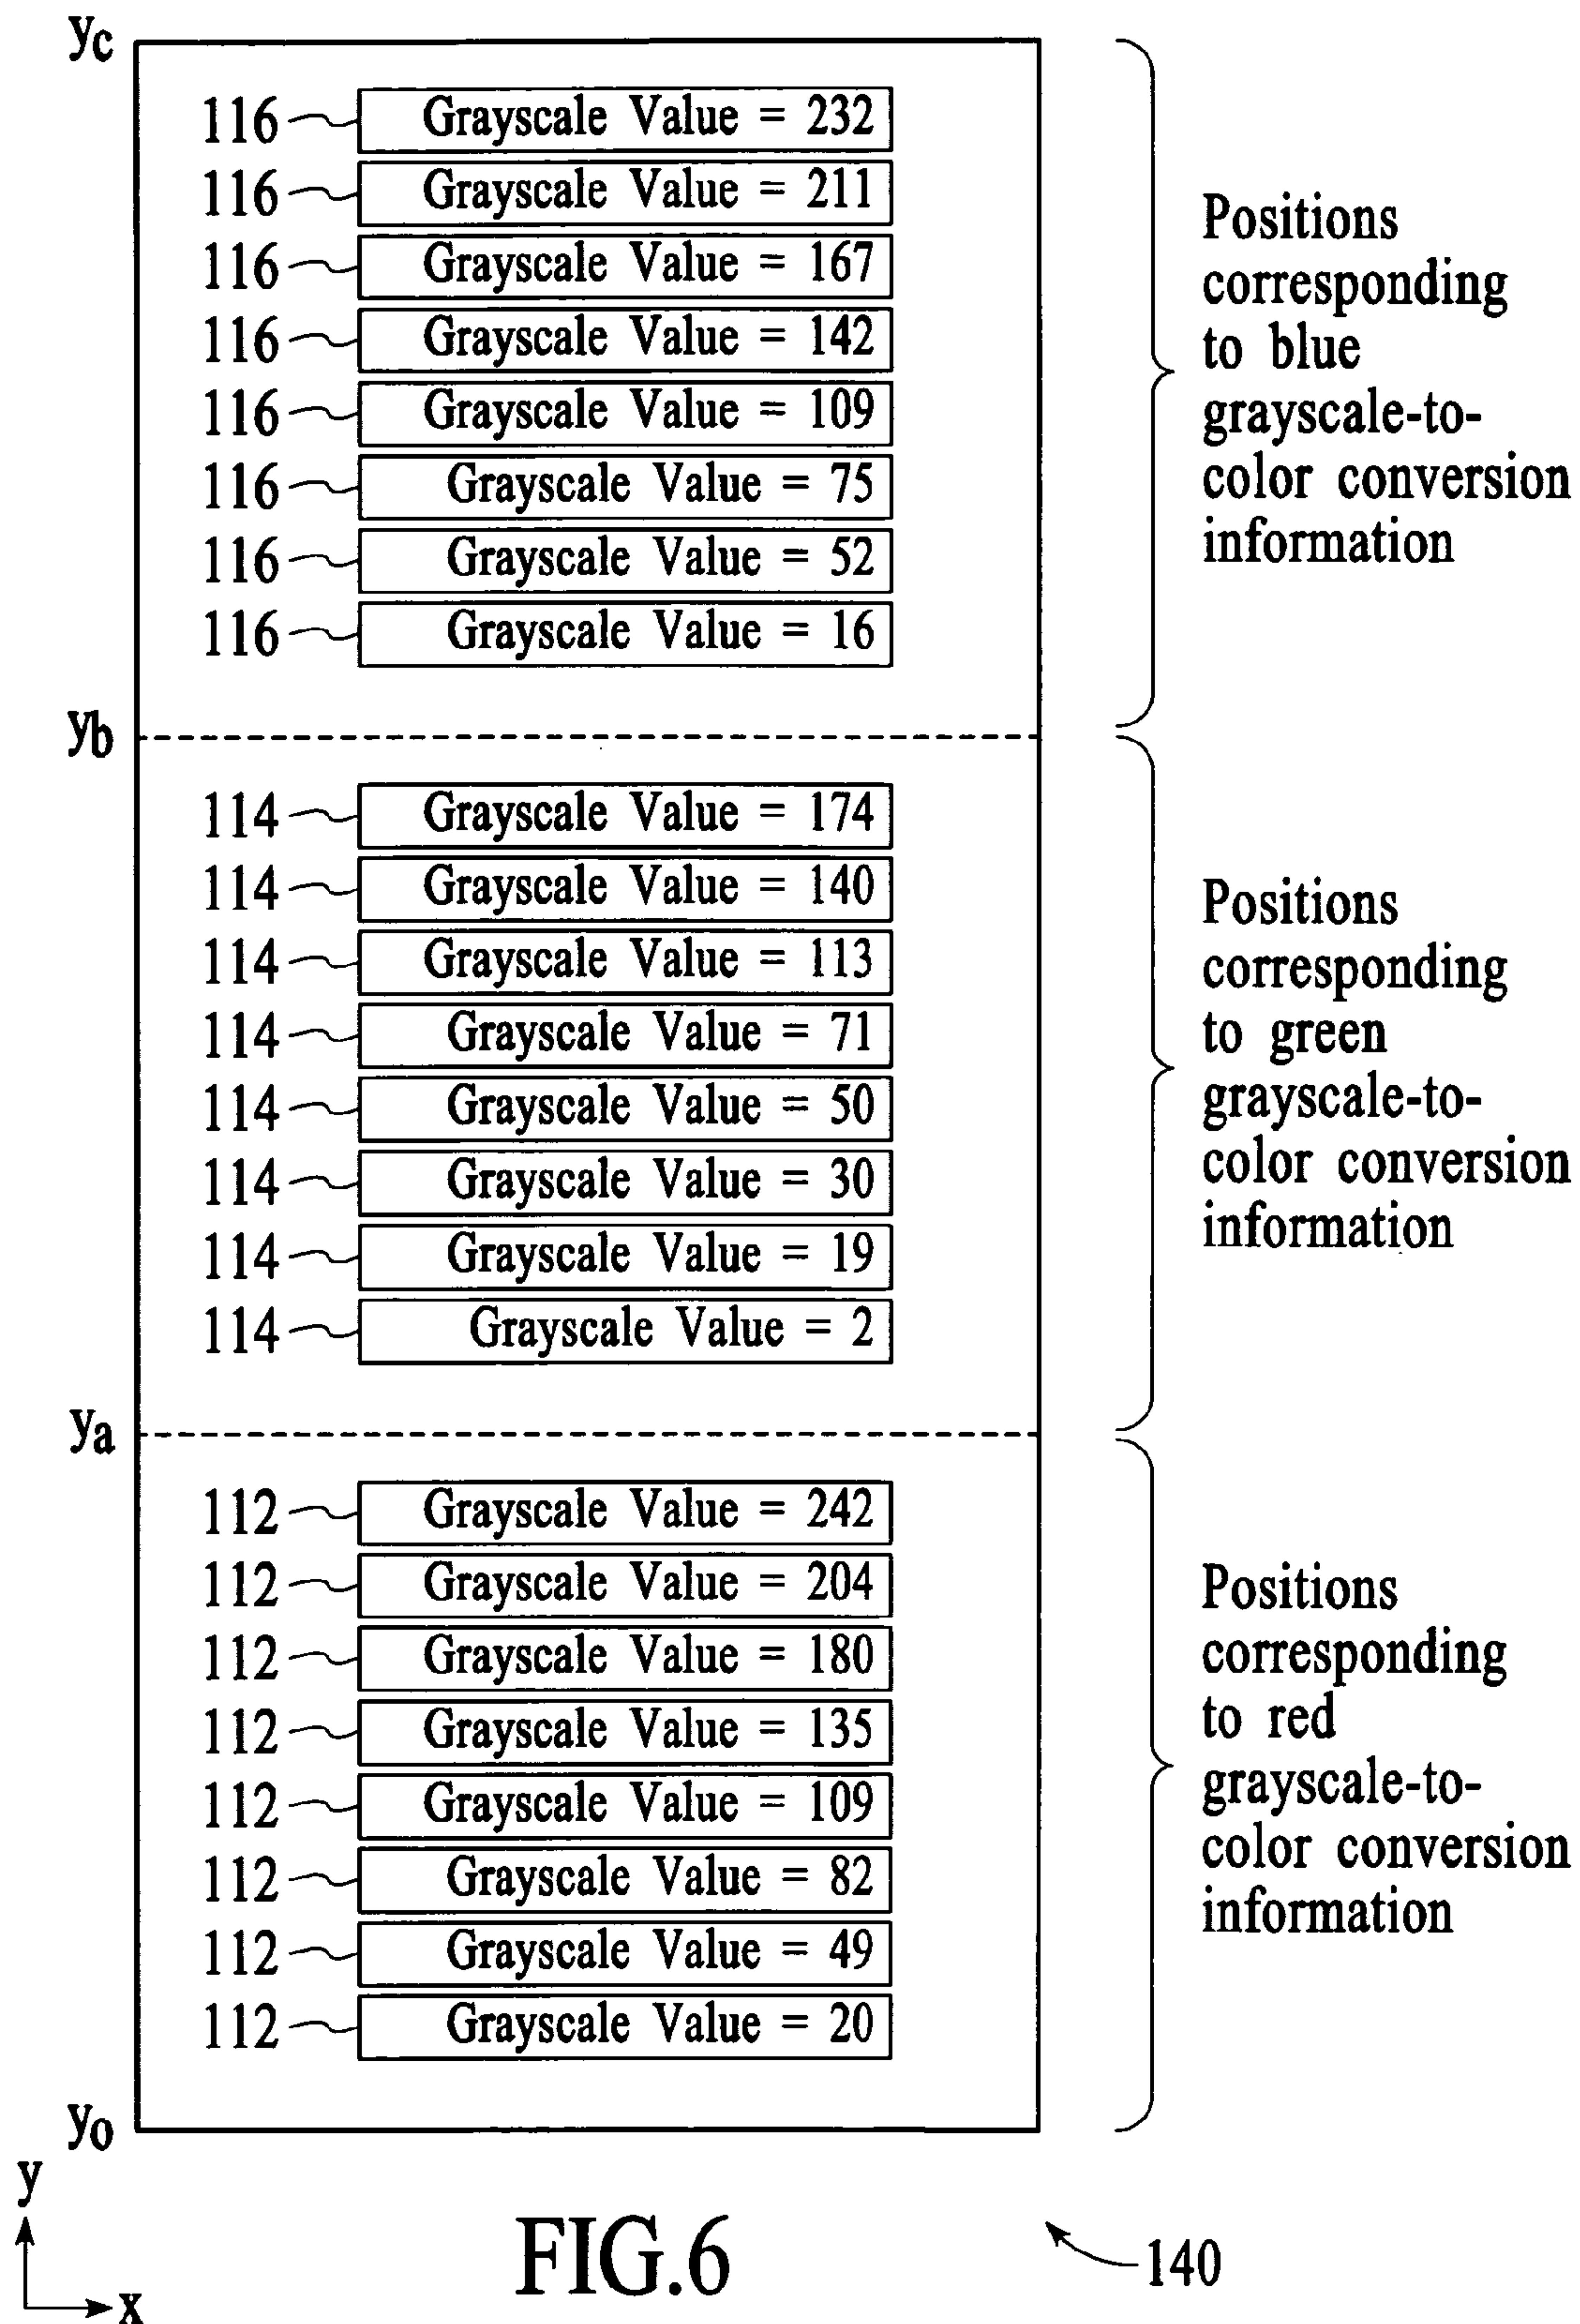 yc
116 Grayscale Value = 232
116 Grayscale Value = 211
116 Grayscale Value = 167
116 Grayscale Value = 142
116 Grayscale Value = 109
116 Grayscale Value = 75
116 Grayscale Value = 52
116 Grayscale Value = 16
Positions
corresponding
to blue
grayscale-to-
color conversion
information
yb
114 Grayscale Value = 174
114 Grayscale Value = 140
114 Grayscale Value = 113
114 Grayscale Value = 71
114 Grayscale Value = 50
114 Grayscale Value = 30
114 Grayscale Value = 19
114 Grayscale Value = 2
Positions
corresponding
to green
grayscale-to-
color conversion
information
ya
112 Grayscale Value = 242
112 Grayscale Value = 204
112 Grayscale Value = 180
112 Grayscale Value = 135
112 Grayscale Value = 109
112 Grayscale Value = 82
112 Grayscale Value = 49
112 Grayscale Value = 20
Positions
corresponding
to red
grayscale-to-
color conversion
information
yo
y
x
FIG.6
140